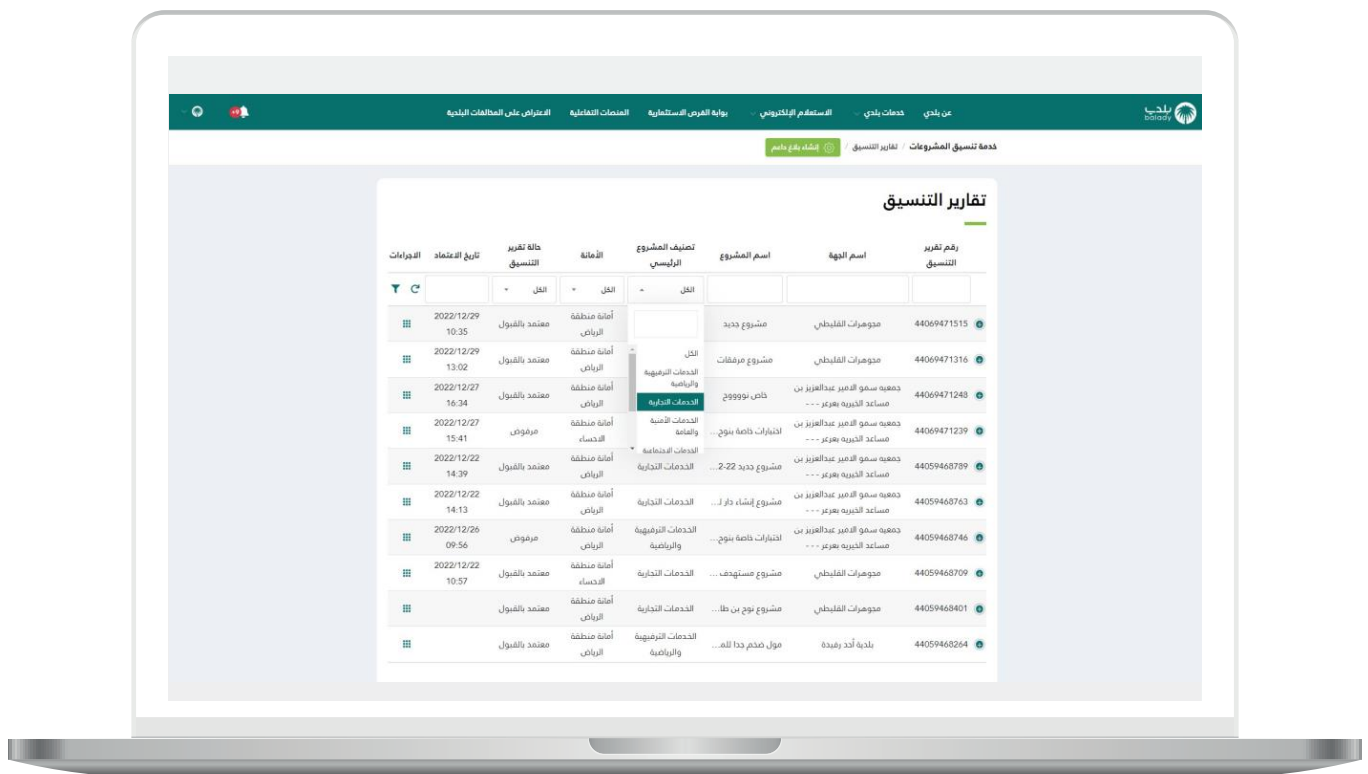 بلدي
balady
عن بلدي
خدمات بلدي
الاستعلام الإلكتروني
بوابة الفرص الاستثمارية
المنصات التفاعلية
الاعتراض على المخالفات البلدية
خدمة تنسيق المشروعات / تقارير التنسيق / إنشاء بلاغ داعم
تقارير التنسيق
رقم تقرير التنسيق
اسم الجهة
اسم المشروع
تصنيف المشروع الرئيسي
الأمانة
حالة تقرير التنسيق
تاريخ الاعتماد
الاجراءات
الكل
الكل
الكل
الكل
الخدمات الترفيهية والرياضية
الخدمات التجارية
الخدمات الأمنية والعامة
الخدمات الاجتماعية
44069471515 مجوهرات القليطي مشروع جديد أمانة منطقة الرياض معتمد بالقبول 2022/12/29 10:35
44069471316 مجوهرات القليطي مشروع مرفقات أمانة منطقة الرياض معتمد بالقبول 2022/12/29 13:02
44069471248 جمعيه سمو الامير عبدالعزيز بن مساعد الخيريه بعرعر - - - خاص نووووح أمانة منطقة الرياض معتمد بالقبول 2022/12/27 16:34
44069471239 جمعيه سمو الامير عبدالعزيز بن مساعد الخيريه بعرعر - - - اختبارات خاصة بنوح... أمانة منطقة الاحساء مرفوض 2022/12/27 15:41
44059468789 جمعيه سمو الامير عبدالعزيز بن مساعد الخيريه بعرعر - - - مشروع جديد 22-2... الخدمات التجارية أمانة منطقة الرياض معتمد بالقبول 2022/12/22 14:39
44059468763 جمعيه سمو الامير عبدالعزيز بن مساعد الخيريه بعرعر - - - مشروع إنشاء دار لـ... الخدمات التجارية أمانة منطقة الرياض معتمد بالقبول 2022/12/22 14:13
44059468746 جمعيه سمو الامير عبدالعزيز بن مساعد الخيريه بعرعر - - - اختبارات خاصة بنوح... الخدمات الترفيهية والرياضية أمانة منطقة الرياض مرفوض 2022/12/26 09:56
44059468709 مجوهرات القليطي مشروع مستهدف ... الخدمات التجارية أمانة منطقة الاحساء معتمد بالقبول 2022/12/22 10:57
44059468401 مجوهرات القليطي مشروع نوح بن طا... الخدمات التجارية أمانة منطقة الرياض معتمد بالقبول
44059468264 بلدية أحد رفيدة مول ضخم جدا للمـ... الخدمات الترفيهية والرياضية أمانة منطقة الرياض معتمد بالقبول